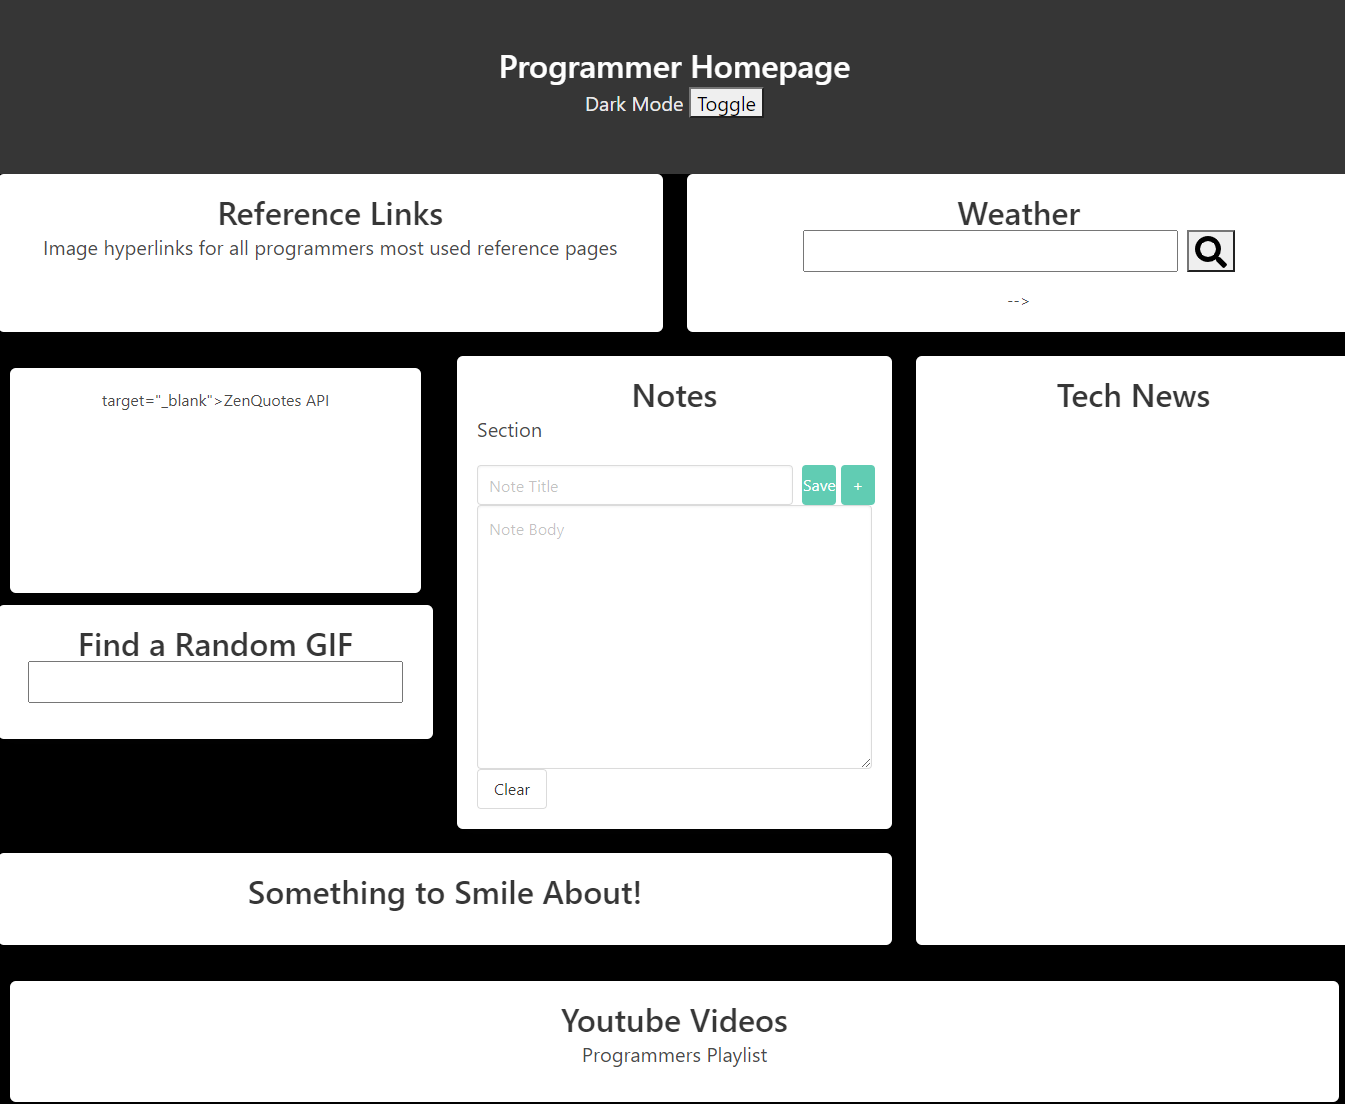 Programmer Homepage
Dark Mode Toggle
Reference Links
Image hyperlinks for all programmers most used reference pages
Weather
-->
target="_blank">ZenQuotes API
Find a Random GIF
Notes
Section
Note Title Save +
Note Body
Clear
Tech News
Something to Smile About!
Youtube Videos
Programmers Playlist